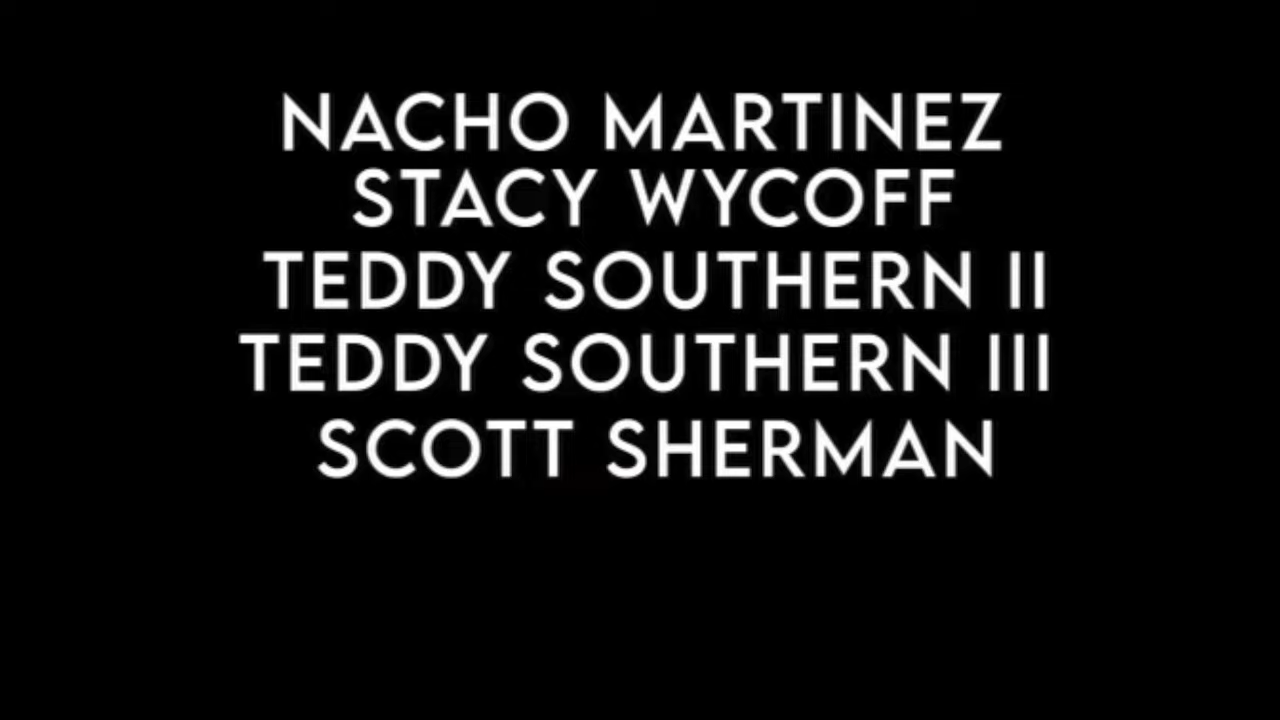 NACHO MARTINEZ
STACY WYCOFF
TEDDY SOUTHERN II
TEDDY SOUTHERN III
SCOTT SHERMAN